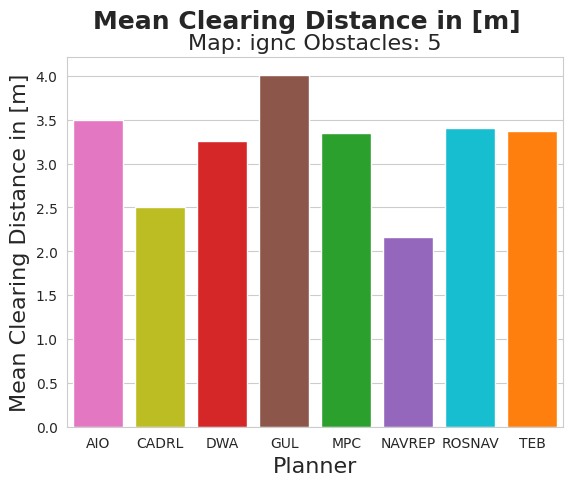 Mean Clearing Distance in [m]
Map: ignc Obstacles: 5
Mean Clearing Distance in [m]
4.0
3.5
3.0
2.5
2.0
1.5
1.0
0.5
0.0
AIO CADRL DWA GUL MPC NAVREP ROSNAV TEB
Planner